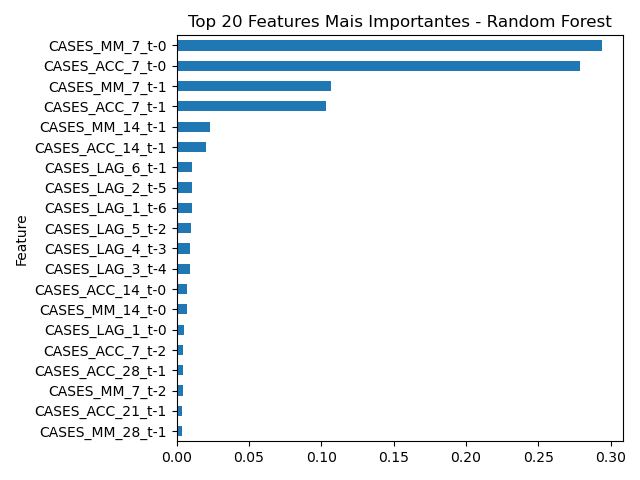 Top 20 Features Mais Importantes - Random Forest
Feature
CASES_MM_7_t-0
CASES_ACC_7_t-0
CASES_MM_7_t-1
CASES_ACC_7_t-1
CASES_MM_14_t-1
CASES_ACC_14_t-1
CASES_LAG_6_t-1
CASES_LAG_2_t-5
CASES_LAG_1_t-6
CASES_LAG_5_t-2
CASES_LAG_4_t-3
CASES_LAG_3_t-4
CASES_ACC_14_t-0
CASES_MM_14_t-0
CASES_LAG_1_t-0
CASES_ACC_7_t-2
CASES_ACC_28_t-1
CASES_MM_7_t-2
CASES_ACC_21_t-1
CASES_MM_28_t-1
0.00 0.05 0.10 0.15 0.20 0.25 0.30